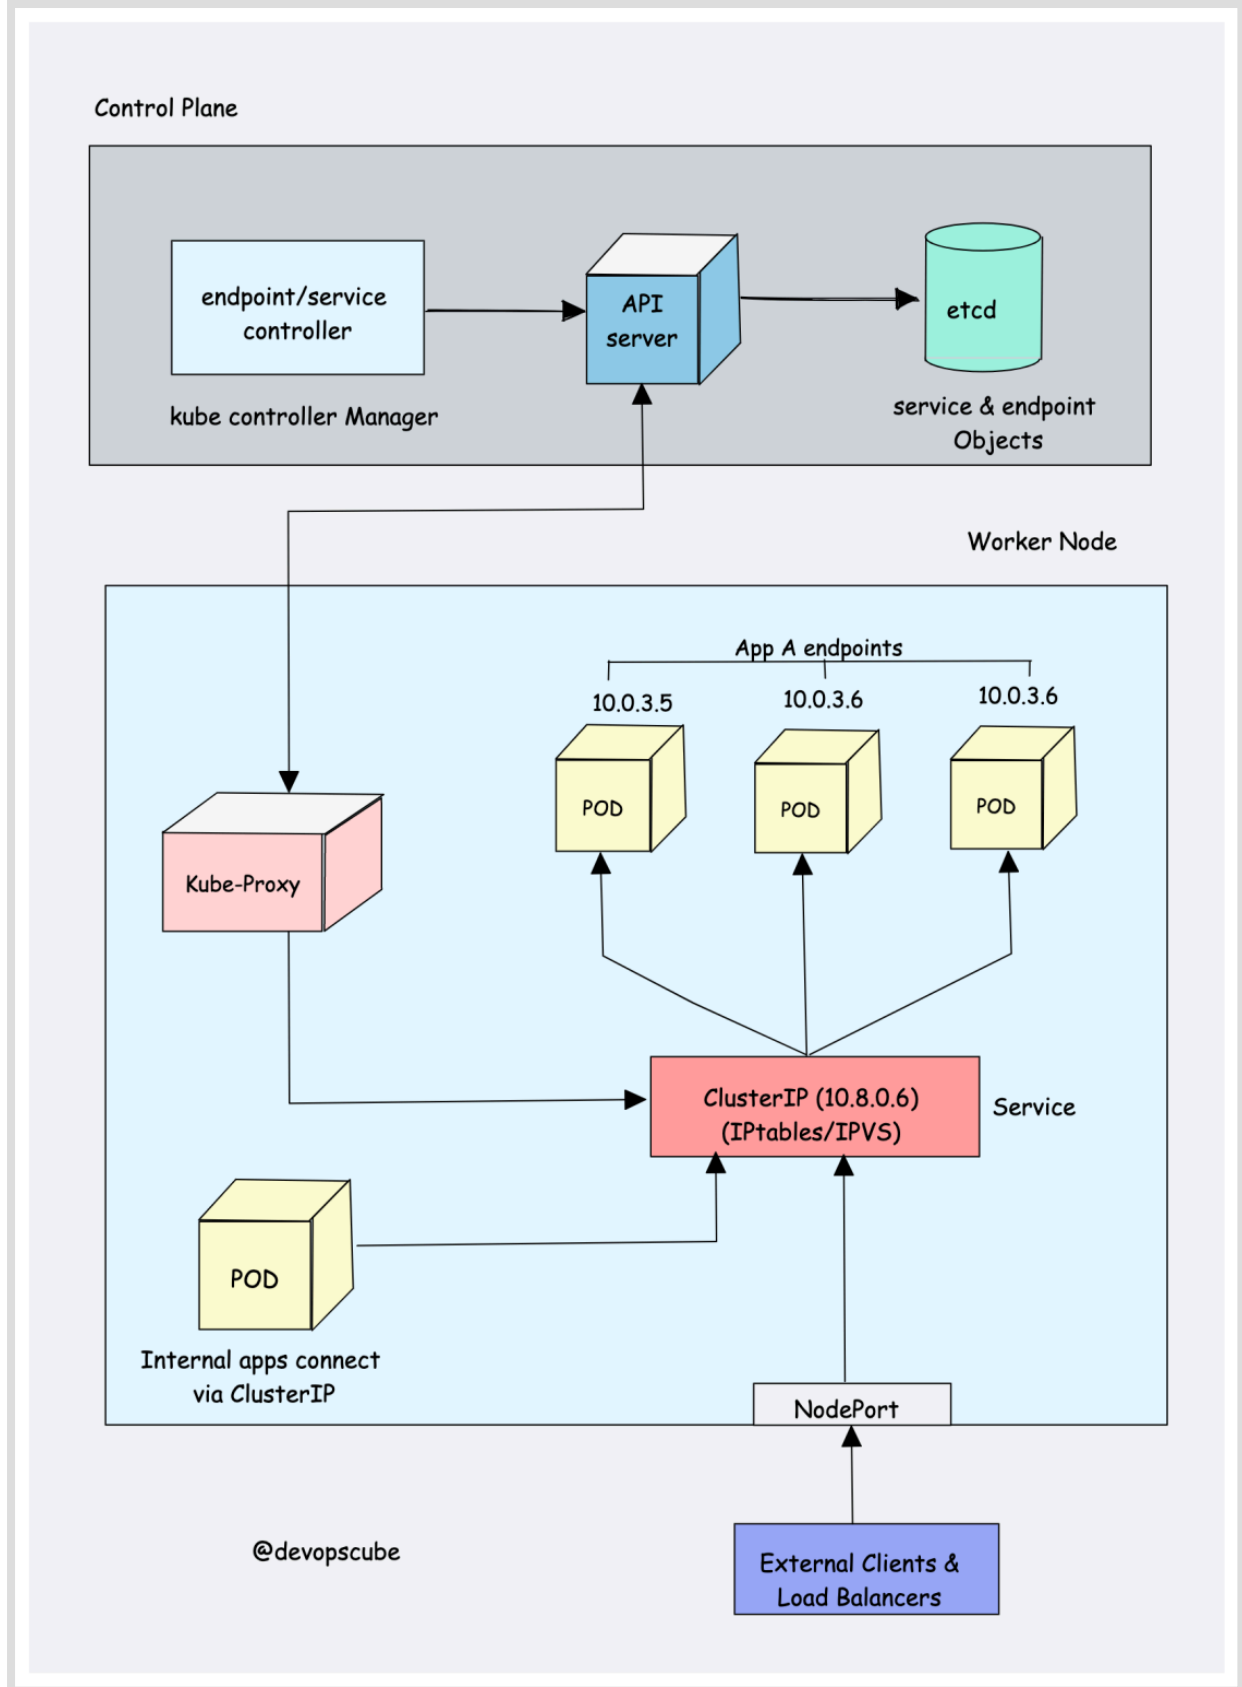 Control Plane
endpoint/service
controller
API
server
etcd
kube controller Manager
service & endpoint
Objects
Worker Node
App A endpoints
10.0.3.5
10.0.3.6
10.0.3.6
POD
POD
POD
Kube-Proxy
ClusterIP (10.8.0.6)
(IPtables/IPVS)
Service
POD
Internal apps connect
via ClusterIP
NodePort
@devopscube
External Clients &
Load Balancers